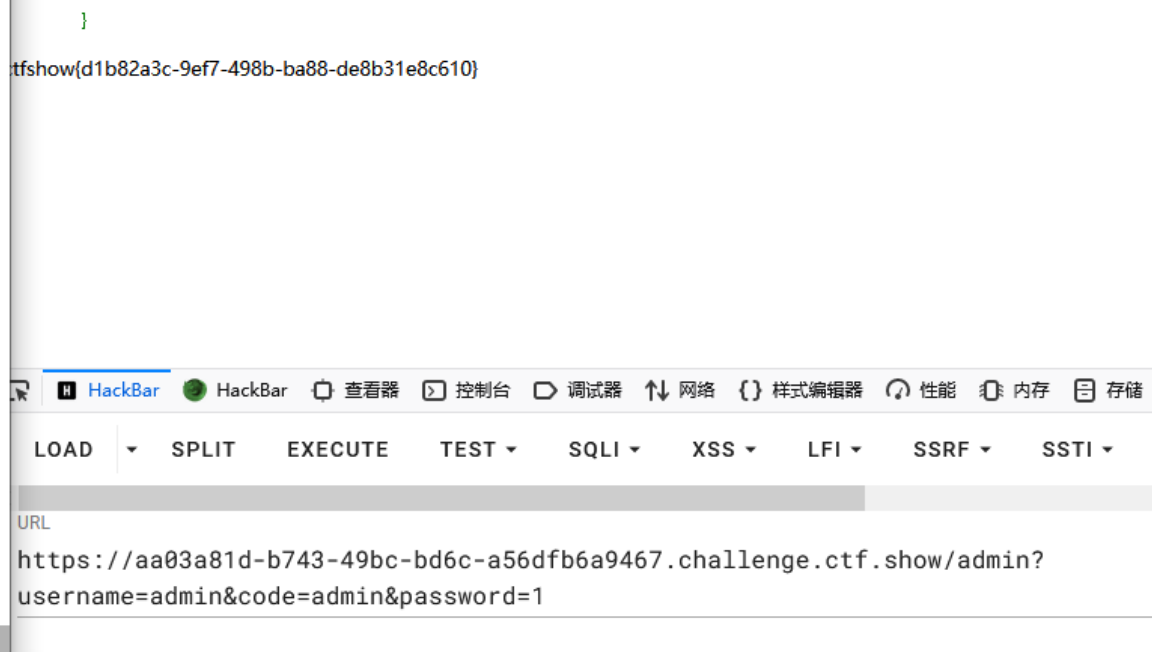 }
ctfshow{d1b82a3c-9ef7-498b-ba88-de8b31e8c610}
HackBar HackBar 查看器 控制台 调试器 网络 {} 样式编辑器 性能 内存 存储
LOAD SPLIT EXECUTE TEST SQLI XSS LFI SSRF SSTI
URL
https://aa03a81d-b743-49bc-bd6c-a56dfb6a9467.challenge.ctf.show/admin?
username=admin&code=admin&password=1